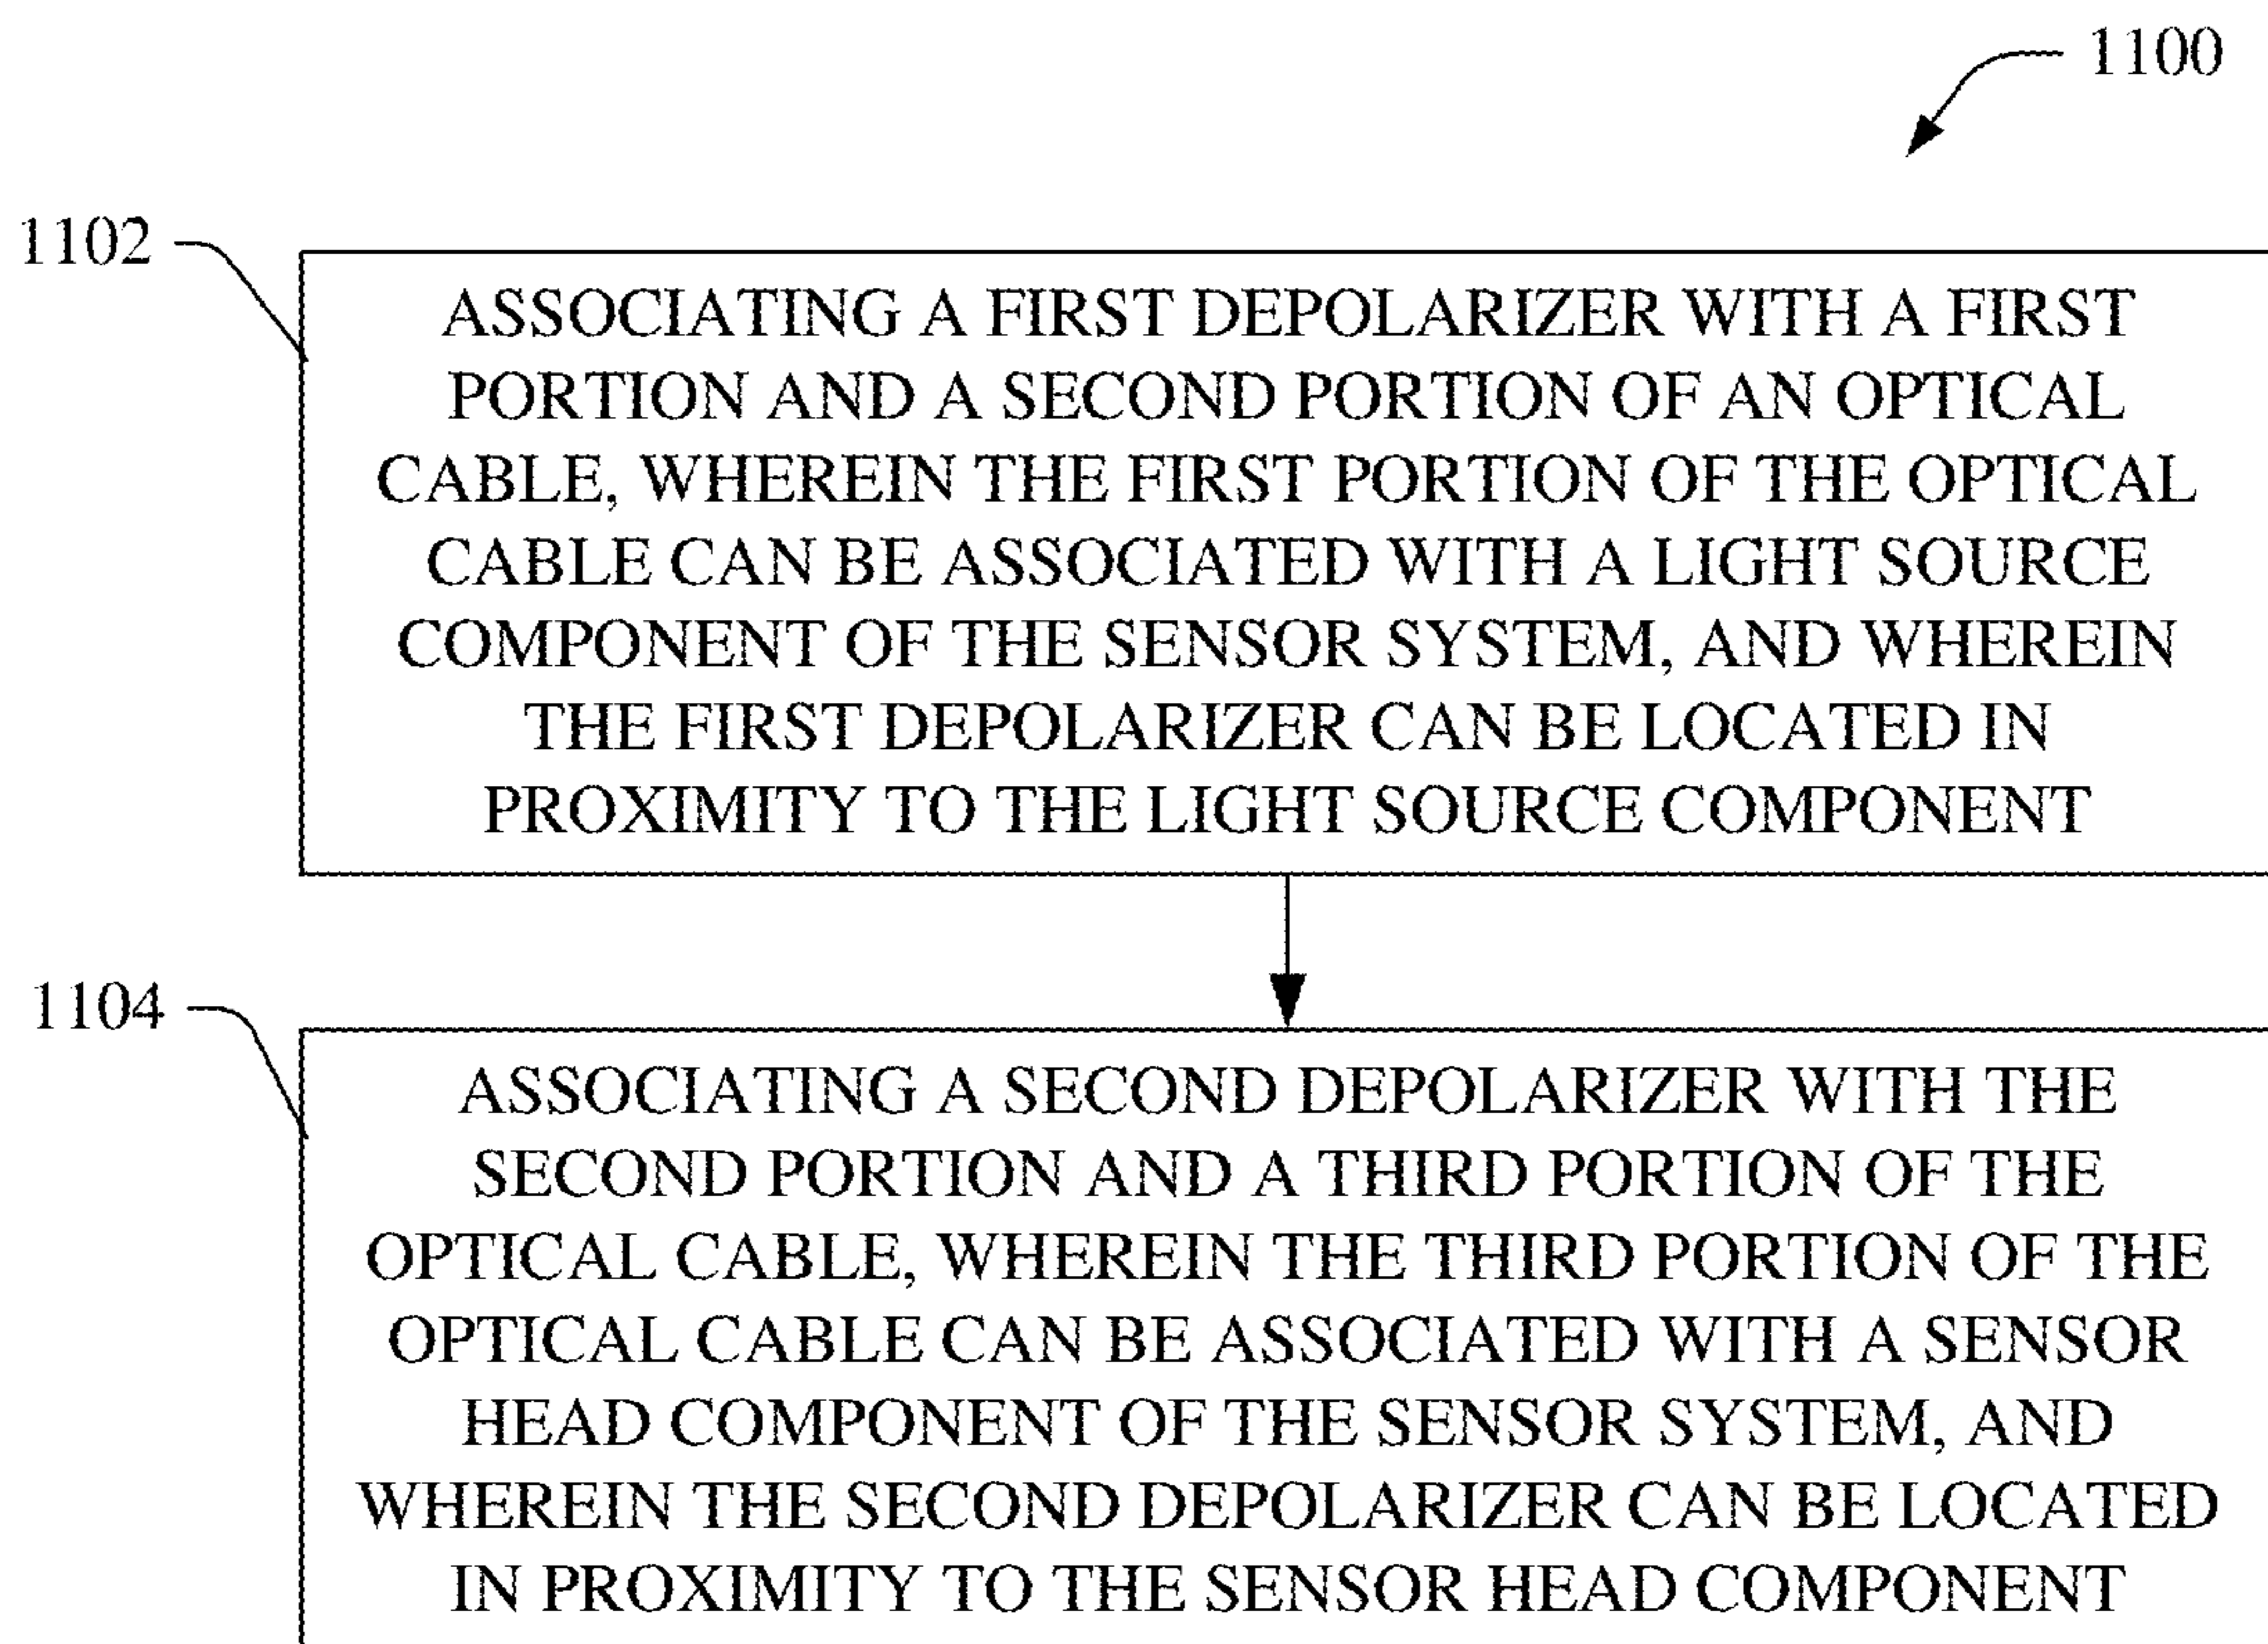 1100
1102
ASSOCIATING A FIRST DEPOLARIZER WITH A FIRST
PORTION AND A SECOND PORTION OF AN OPTICAL
CABLE, WHEREIN THE FIRST PORTION OF THE OPTICAL
CABLE CAN BE ASSOCIATED WITH A LIGHT SOURCE
COMPONENT OF THE SENSOR SYSTEM, AND WHEREIN
THE FIRST DEPOLARIZER CAN BE LOCATED IN
PROXIMITY TO THE LIGHT SOURCE COMPONENT
1104
ASSOCIATING A SECOND DEPOLARIZER WITH THE
SECOND PORTION AND A THIRD PORTION OF THE
OPTICAL CABLE, WHEREIN THE THIRD PORTION OF THE
OPTICAL CABLE CAN BE ASSOCIATED WITH A SENSOR
HEAD COMPONENT OF THE SENSOR SYSTEM, AND
WHEREIN THE SECOND DEPOLARIZER CAN BE LOCATED
IN PROXIMITY TO THE SENSOR HEAD COMPONENT